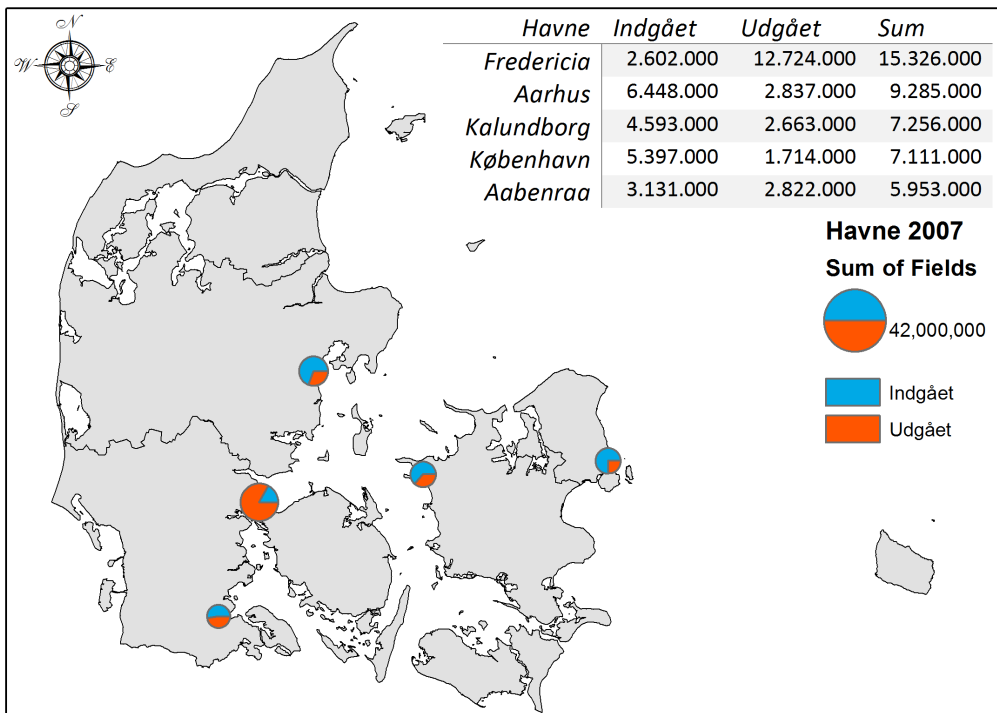 N
W E
S
Havne Indgået Udgået Sum
Fredericia 2.602.000 12.724.000 15.326.000
Aarhus 6.448.000 2.837.000 9.285.000
Kalundborg 4.593.000 2.663.000 7.256.000
København 5.397.000 1.714.000 7.111.000
Aabenraa 3.131.000 2.822.000 5.953.000
Havne 2007
Sum of Fields
42,000,000
Indgået
Udgået